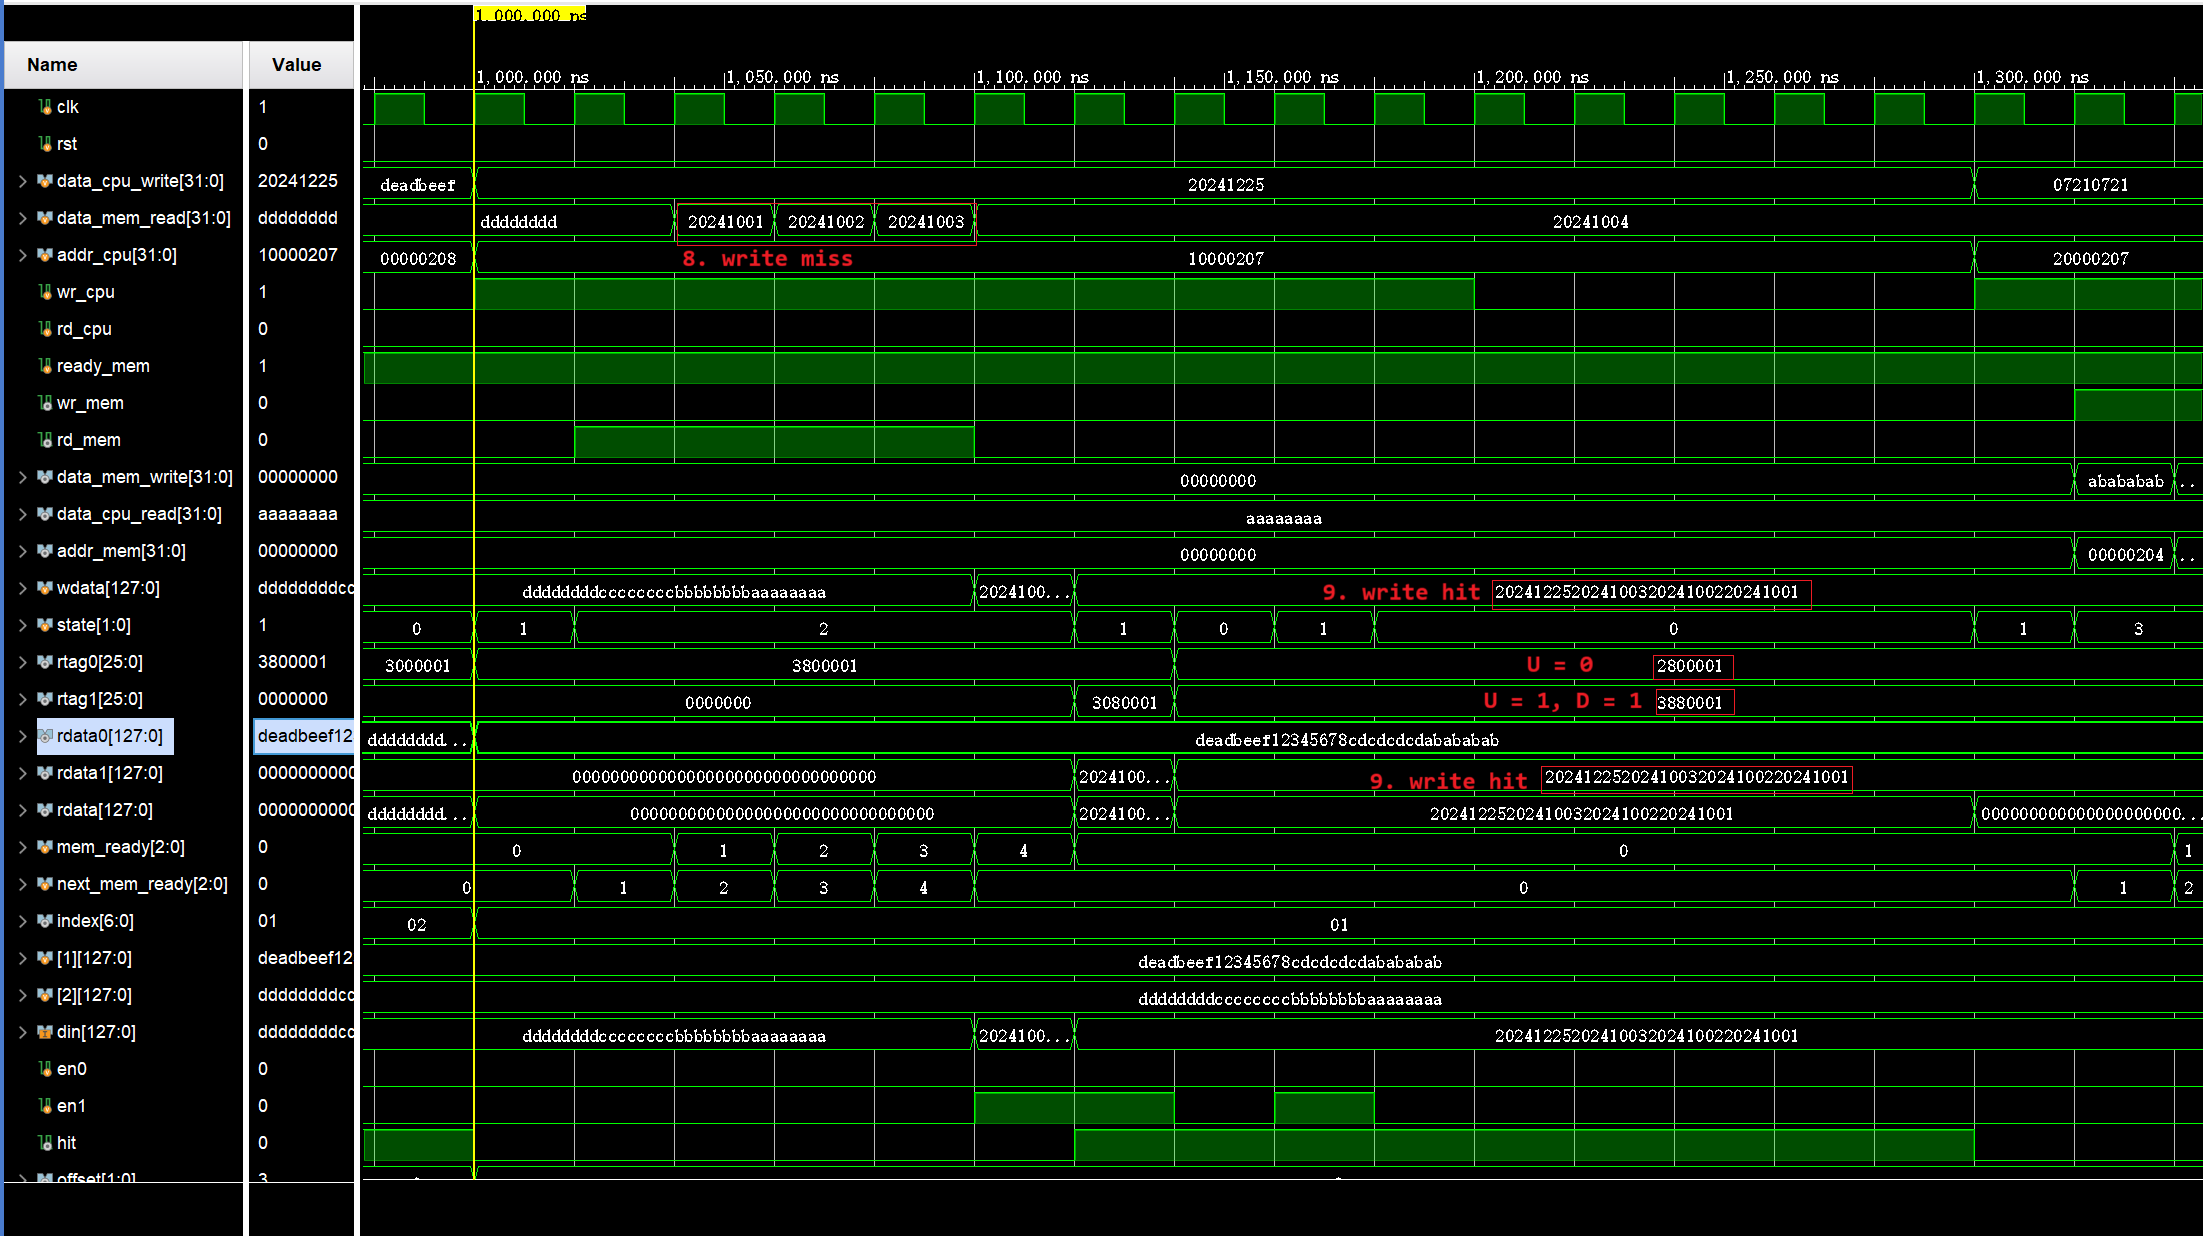 1,000.000 ns
Name Value
1,000.000 ns 1,050.000 ns 1,100.000 ns 1,150.000 ns 1,200.000 ns 1,250.000 ns 1,300.000 ns
clk 1
rst 0
data_cpu_write[31:0] 20241225 deadbeef 20241225 07210721
data_mem_read[31:0] dddddddd dddddddd 20241001 20241002 20241003 20241004
addr_cpu[31:0] 10000207 00000208 8. write miss 10000207 20000207
wr_cpu 1
rd_cpu 0
ready_mem 1
wr_mem 0
rd_mem 0
data_mem_write[31:0] 00000000 00000000 abababab ..
data_cpu_read[31:0] aaaaaaaa aaaaaaaa
addr_mem[31:0] 00000000 00000000 00000204 ..
wdata[127:0] ddddddddcc ddddddddccccccccbbbbbbbbaaaaaaaa 2024100... 9. write hit 20241225202410032024100220241001
state[1:0] 1 0 1 2 1 0 1 0 1 3
rtag0[25:0] 3800001 3000001 3800001 U = 0 2800001
rtag1[25:0] 0000000 0000000 3080001 U = 1, D = 1 3880001
rdata0[127:0] deadbeef12 dddddddd... deadbeef12345678cdcdcdcdabababab
rdata1[127:0] 0000000000 00000000000000000000000000000000 2024100... 9. write hit 20241225202410032024100220241001
rdata[127:0] 0000000000 dddddddd... 00000000000000000000000000000000 2024100... 20241225202410032024100220241001 00000000000000000000...
mem_ready[2:0] 0 0 1 2 3 4 0 1
next_mem_ready[2:0] 0 0 1 2 3 4 0 1 2
index[6:0] 01 02 01
[1][127:0] deadbeef12 deadbeef12345678cdcdcdcdabababab
[2][127:0] ddddddddcc ddddddddccccccccbbbbbbbbaaaaaaaa
din[127:0] ddddddddcc ddddddddccccccccbbbbbbbbaaaaaaaa 2024100... 20241225202410032024100220241001
en0 0
en1 0
hit 0
offset[1:0] 3